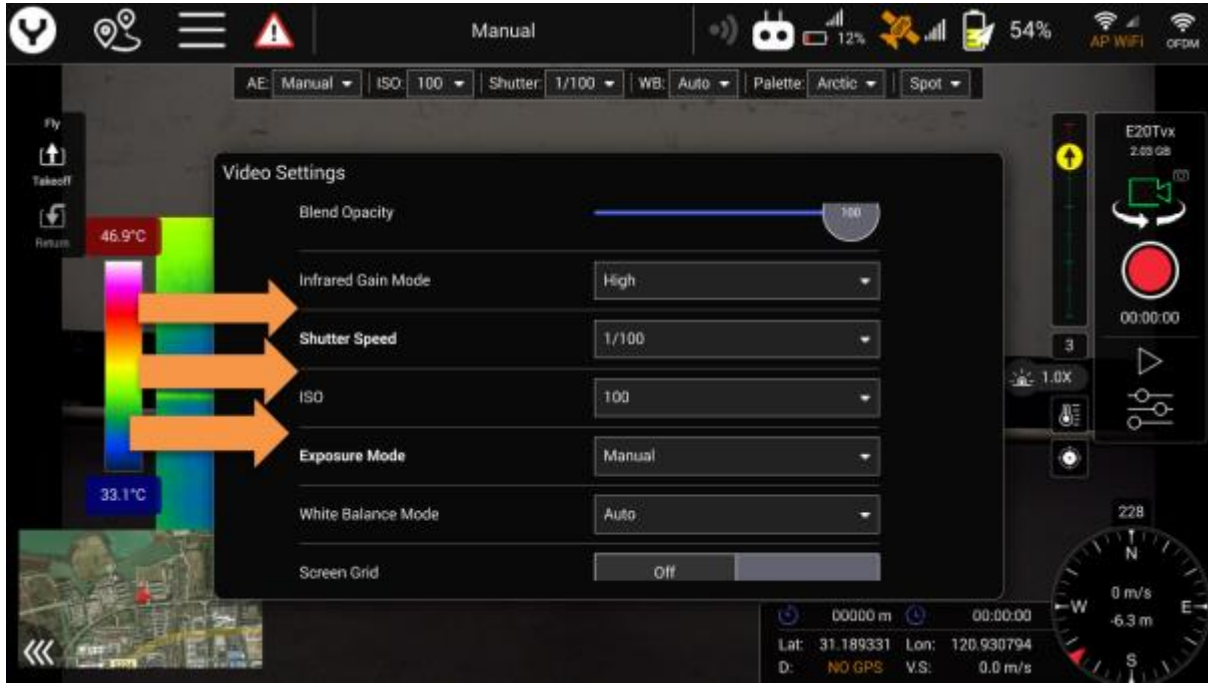 Manual
12%
54%
AP WiFi
OFDM
AE: Manual ISO: 100 Shutter: 1/100 WB: Auto Palette: Arctic Spot
Fly
Takeoff
Return
46.9°C
33.1°C
Video Settings
Blend Opacity 100
Infrared Gain Mode High
Shutter Speed 1/100
ISO 100
Exposure Mode Manual
White Balance Mode Auto
Screen Grid Off
E20Tvx
2.03 GB
00:00:00
3
1.0X
228
N
W E
S
0 m/s
-6.3 m
00000 m 00:00:00
Lat: 31.189331 Lon: 120.930794
D: NO GPS V.S: 0.0 m/s